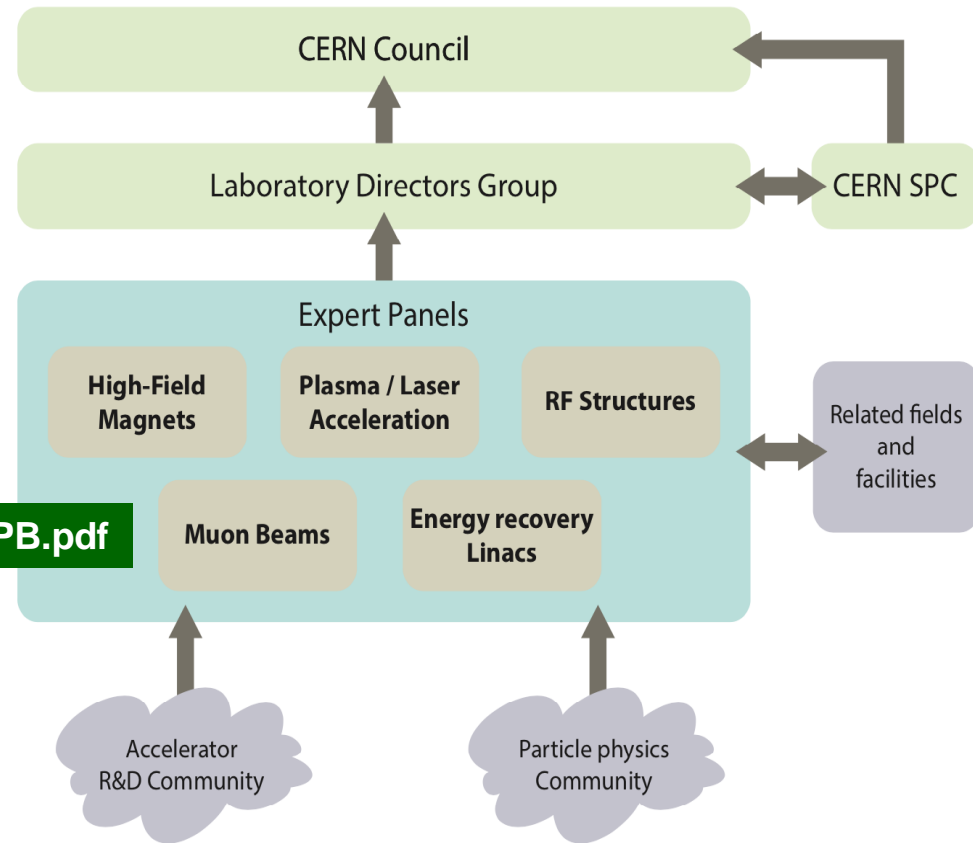 CERN Council
Laboratory Directors Group
CERN SPC
Expert Panels
High-Field
Magnets
Plasma / Laser
Acceleration
RF Structures
Related fields
and
facilities
PB.pdf
Muon Beams
Energy recovery
Linacs
Accelerator
R&D Community
Particle physics
Community